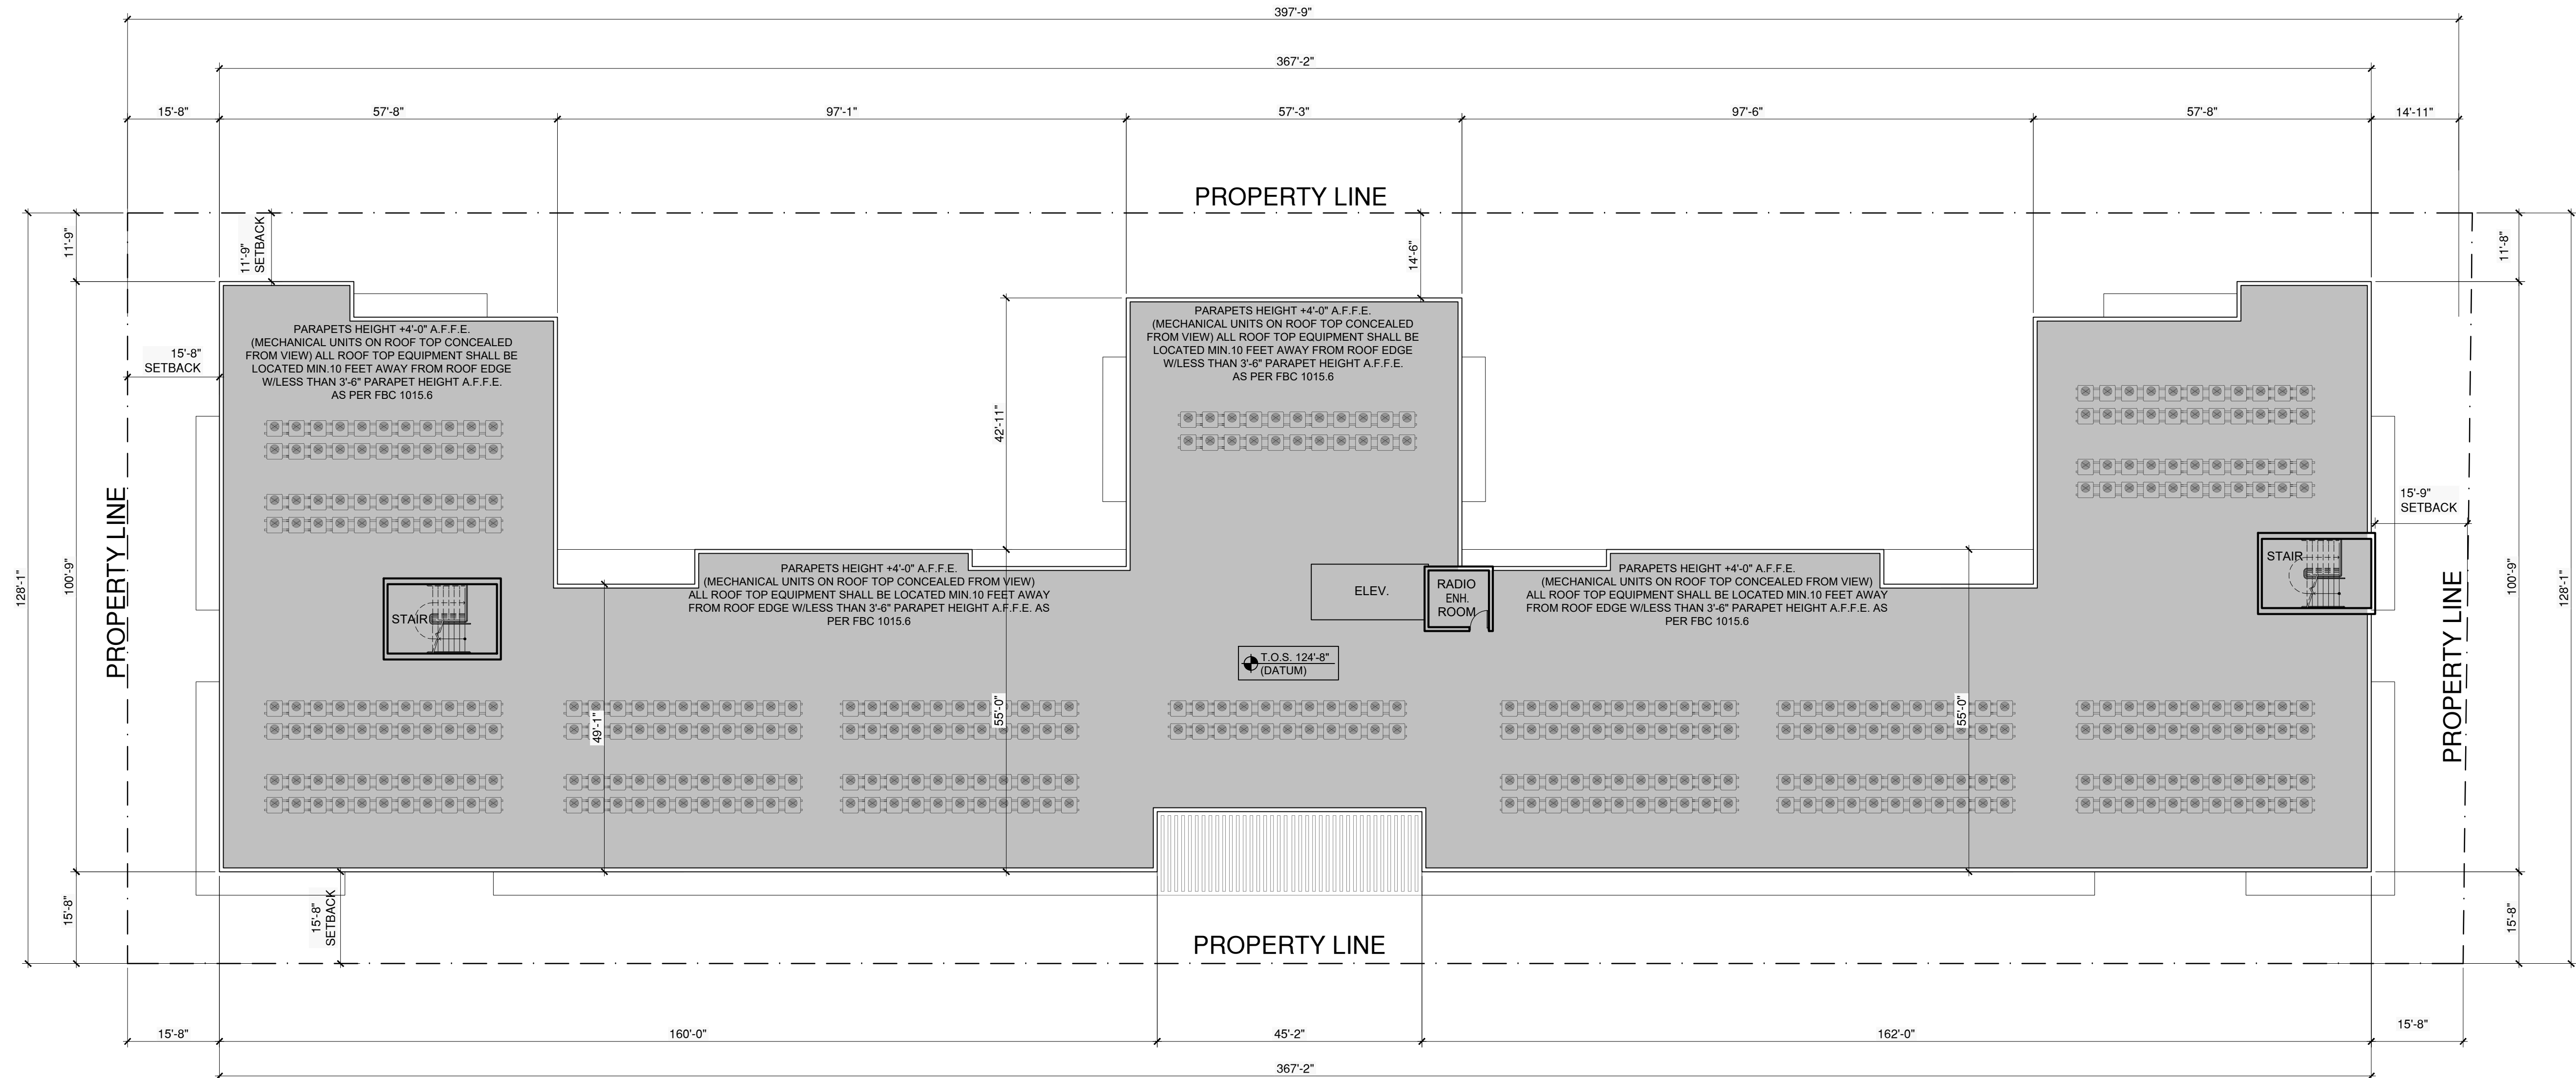 397'-9"
367'-2"
15'-8"
57'-8"
97'-1"
57'-3"
97'-6"
57'-8"
14'-11"
PROPERTY LINE
11'-9"
11'-9"
SETBACK
14'-6"
11'-8"
PARAPETS HEIGHT +4'-0" A.F.F.E.
(MECHANICAL UNITS ON ROOF TOP CONCEALED
FROM VIEW) ALL ROOF TOP EQUIPMENT SHALL BE
LOCATED MIN.10 FEET AWAY FROM ROOF EDGE
W/LESS THAN 3'-6" PARAPET HEIGHT A.F.F.E.
AS PER FBC 1015.6
PARAPETS HEIGHT +4'-0" A.F.F.E.
(MECHANICAL UNITS ON ROOF TOP CONCEALED
FROM VIEW) ALL ROOF TOP EQUIPMENT SHALL BE
LOCATED MIN.10 FEET AWAY FROM ROOF EDGE
W/LESS THAN 3'-6" PARAPET HEIGHT A.F.F.E.
AS PER FBC 1015.6
15'-8"
SETBACK
42'-11"
15'-9"
SETBACK
128'-1"
100'-9"
PROPERTY LINE
STAIR
PARAPETS HEIGHT +4'-0" A.F.F.E.
(MECHANICAL UNITS ON ROOF TOP CONCEALED FROM VIEW)
ALL ROOF TOP EQUIPMENT SHALL BE LOCATED MIN.10 FEET AWAY
FROM ROOF EDGE W/LESS THAN 3'-6" PARAPET HEIGHT A.F.F.E. AS
PER FBC 1015.6
ELEV.
RADIO
ENH.
ROOM
PARAPETS HEIGHT +4'-0" A.F.F.E.
(MECHANICAL UNITS ON ROOF TOP CONCEALED FROM VIEW)
ALL ROOF TOP EQUIPMENT SHALL BE LOCATED MIN.10 FEET AWAY
FROM ROOF EDGE W/LESS THAN 3'-6" PARAPET HEIGHT A.F.F.E. AS
PER FBC 1015.6
STAIR
PROPERTY LINE
100'-9"
128'-1"
T.O.S. 124'-8"
(DATUM)
49'-1"
55'-0"
55'-0"
15'-8"
15'-8"
SETBACK
15'-8"
PROPERTY LINE
15'-8"
160'-0"
45'-2"
162'-0"
15'-8"
367'-2"